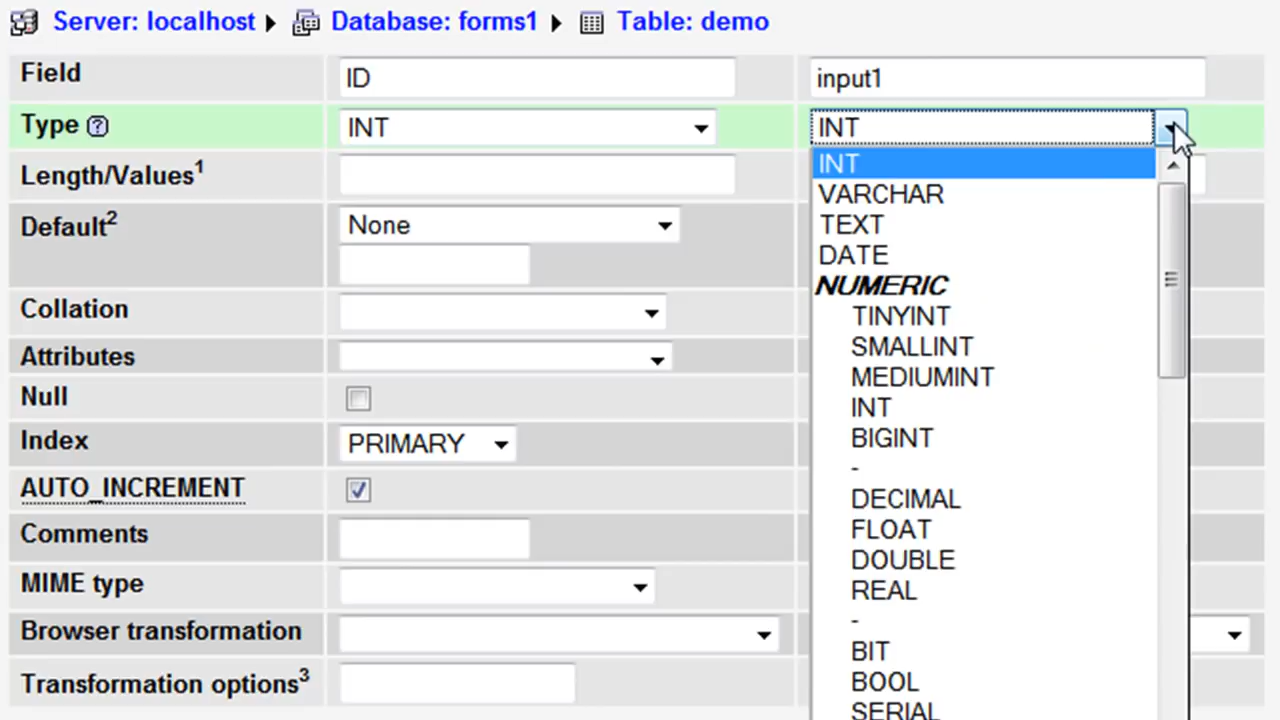 Server: localhost ▸ Database: forms1 ▸ Table: demo
Field ID input1
Type ? INT INT
Length/Values1
Default2 None
Collation
Attributes
Null
Index PRIMARY
AUTO_INCREMENT
Comments
MIME type
Browser transformation
Transformation options3
INT
VARCHAR
TEXT
DATE
NUMERIC
TINYINT
SMALLINT
MEDIUMINT
INT
BIGINT
-
DECIMAL
FLOAT
DOUBLE
REAL
-
BIT
BOOL
SERIAL